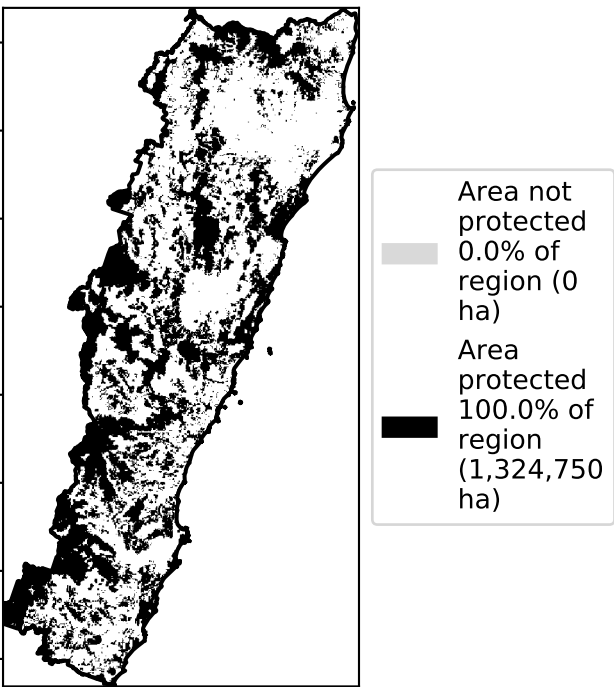 Area not
protected
0.0% of
region (0
ha)
Area
protected
100.0% of
region
(1,324,750
ha)